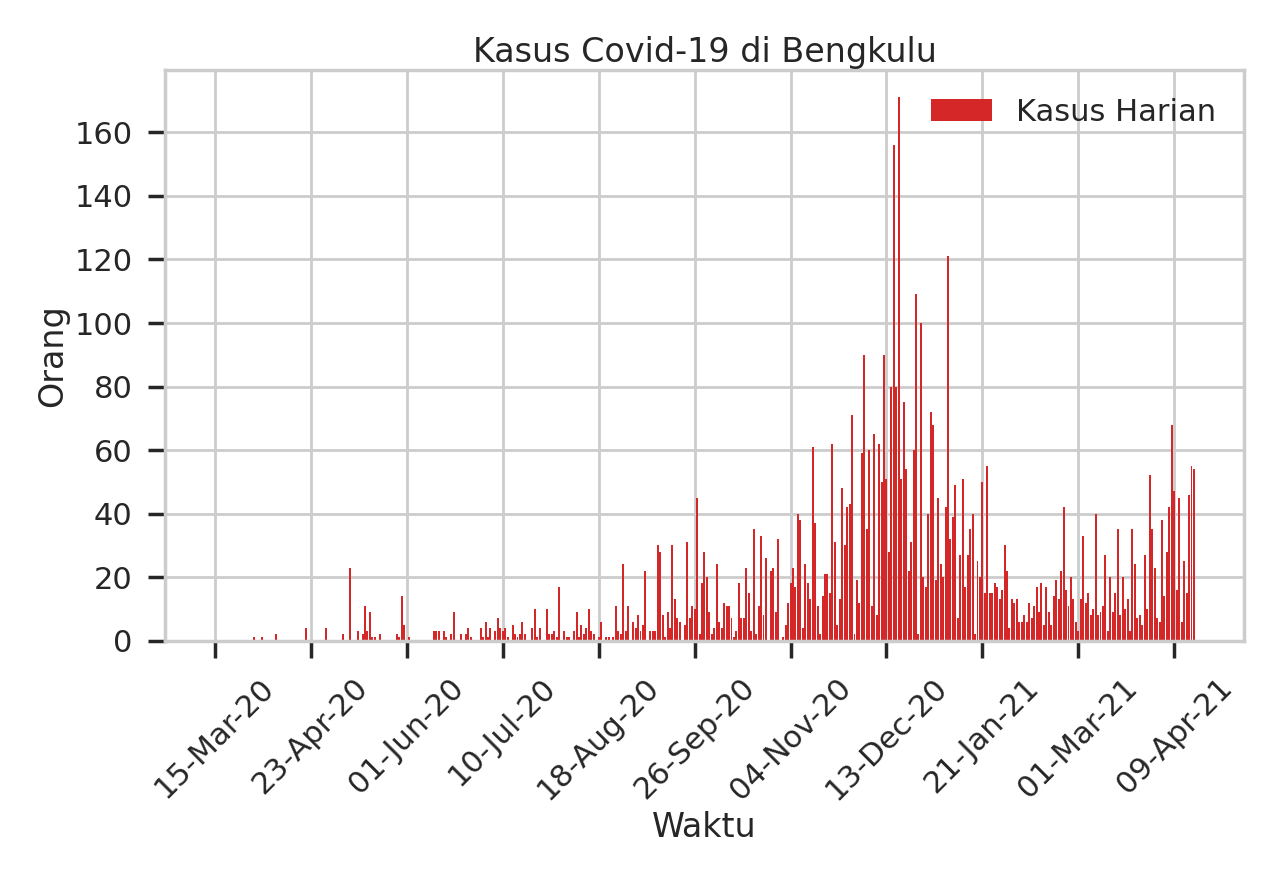 Kasus Covid-19 di Bengkulu
Kasus Harian
Orang
160
140
120
100
80
60
40
20
0
15-Mar-20
23-Apr-20
01-Jun-20
10-Jul-20
18-Aug-20
26-Sep-20
04-Nov-20
13-Dec-20
21-Jan-21
01-Mar-21
09-Apr-21
Waktu